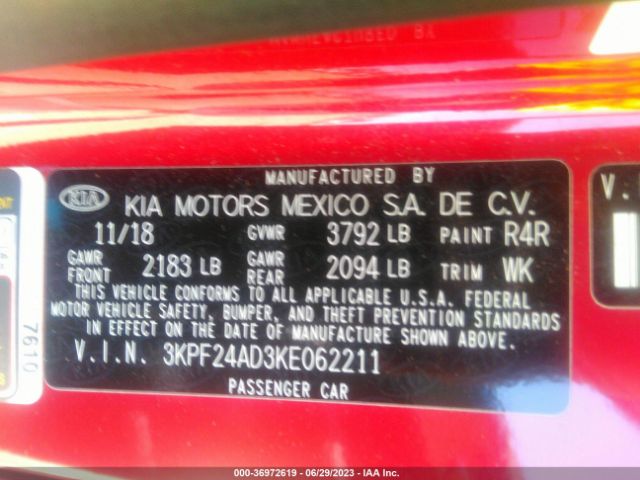 MANUFACTURED BY
KIA KIA MOTORS MEXICO S.A. DE C.V.
11/18 GVWR 3792 LB PAINT R4R
GAWR FRONT 2183 LB GAWR REAR 2094 LB TRIM WK
THIS VEHICLE CONFORMS TO ALL APPLICABLE U.S.A. FEDERAL
MOTOR VEHICLE SAFETY, BUMPER, AND THEFT PREVENTION STANDARDS
IN EFFECT ON THE DATE OF MANUFACTURE SHOWN ABOVE.
V.I.N. 3KPF24AD3KE062211
PASSENGER CAR
7610
V.
000-36972619 - 06/29/2023 - IAA Inc.